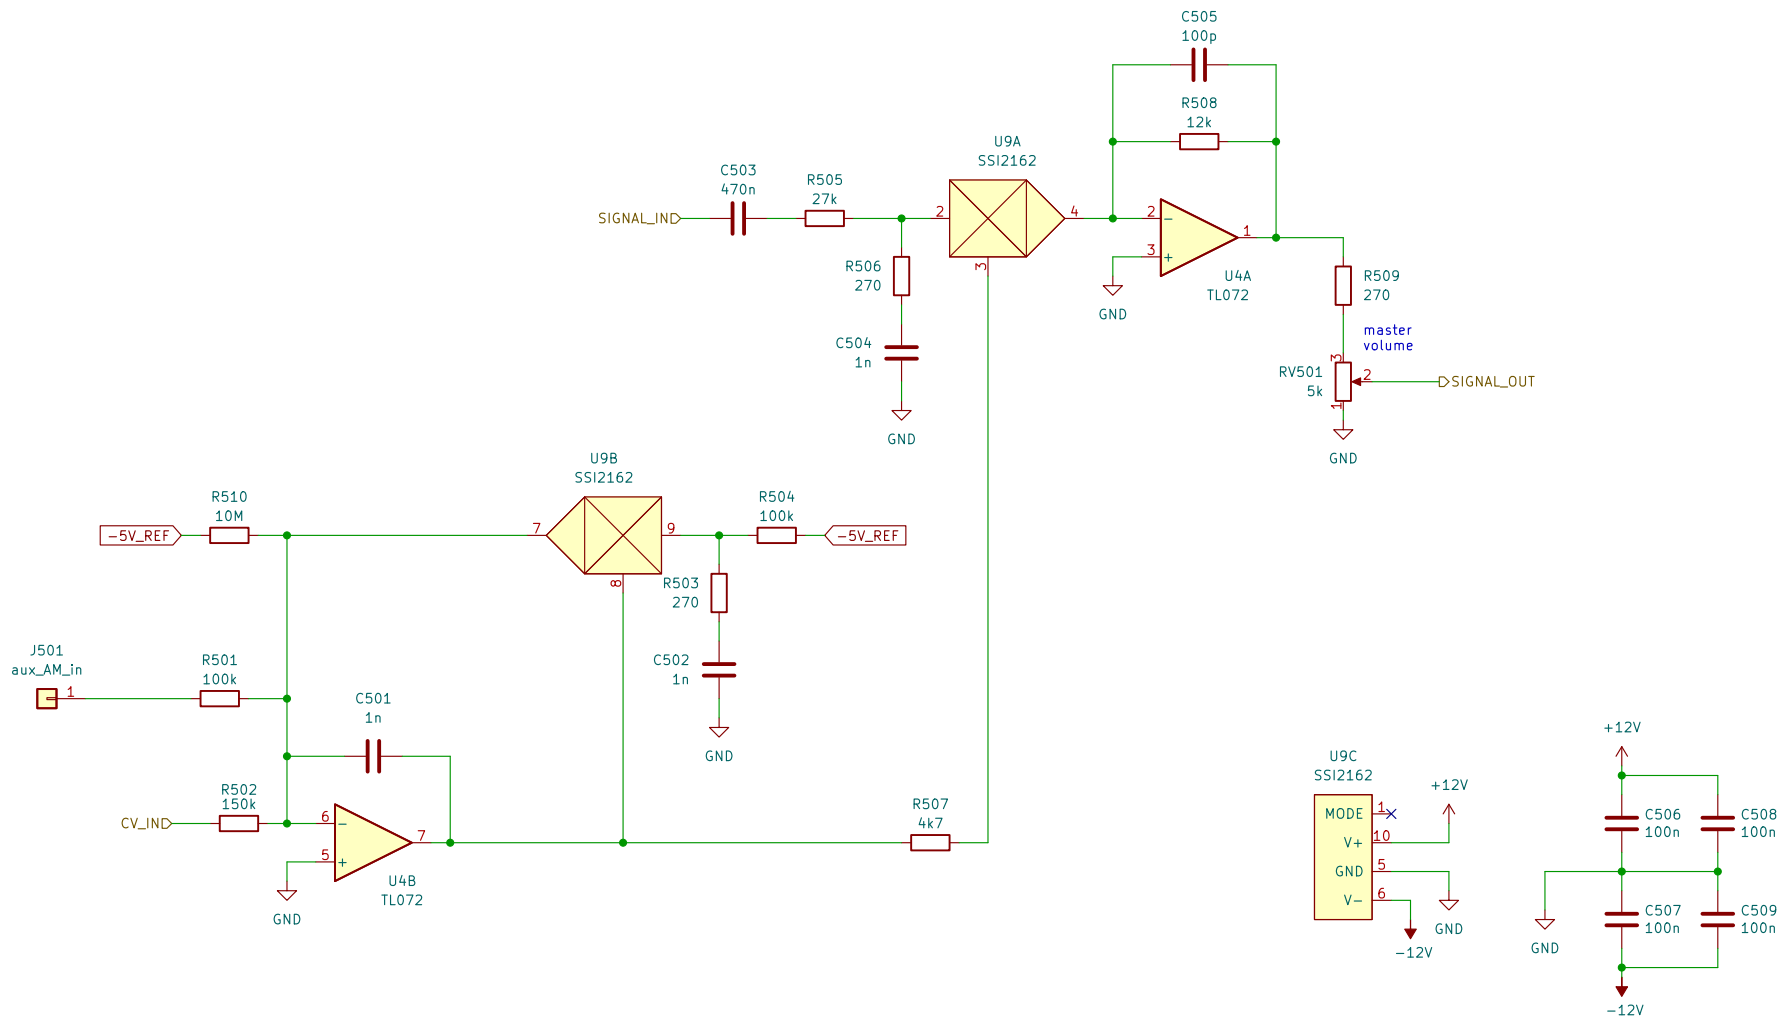 C505
100p
R508
12k
U9A
SSI2162
C503
470n
R505
27k
SIGNAL_IN
2
4
3
2
3
1
−
+
U4A
TL072
R506
270
GND
R509
270
C504
1n
master
volume
3
RV501
5k
2
1
SIGNAL_OUT
GND
GND
U9B
SSI2162
R510
10M
−5V_REF
7
9
8
R504
100k
−5V_REF
R503
270
J501
aux_AM_in
1
R501
100k
C502
1n
C501
1n
GND
R502
150k
CV_IN
6
5
7
−
+
U4B
TL072
GND
R507
4k7
U9C
SSI2162
MODE
1
V+
10
GND
5
V−
6
+12V
GND
−12V
+12V
C506
100n
C508
100n
C507
100n
C509
100n
GND
−12V